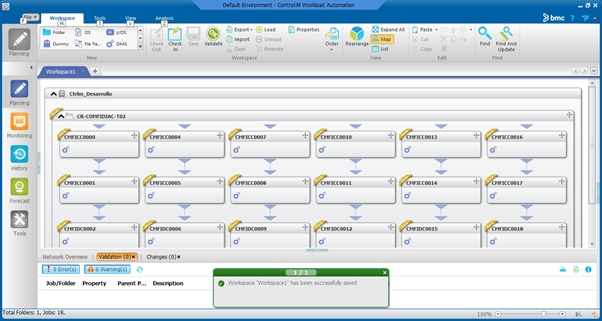 Default Environment - Control-M Workload Automation
Workspace Tools View Analysis
bmc
Planning
Folder OS z/OS
Dummy File Tra.. OAAS
New
Check Out
Check In
Save
Validate
Export
Import
Own
Load
Unload
Promote
Workspace
Properties
Order
Rearrange
Expand All
Map
List
View
Paste
Cut
Copy
Edit
Find
Find And Update
Find
Workspace1
Planning
Monitoring
History
Forecast
Tools
Ctrlm_Desarrollo
CR-COMFIDIAC-T02
CMFICC0000 CMFICC0004 CMFICC0007 CMFICC0010 CMFICC0013 CMFICC0016
CMFICC0001 CMFICC0005 CMFICC0008 CMFICC0011 CMFICC0014 CMFICC0017
CMFIDC0002 CMFIDC0006 CMFIDC0009 CMFIDC0012 CMFIDC0015 CMFIDC0018
Network Overview Validation (0) Changes (0)
0 Error(s) 0 Warning(s)
Job/Folder Property Parent P... Description
1 / 1
Workspace 'Workspace1' has been successfully saved
Total Folders: 1, Jobs: 18.
100%